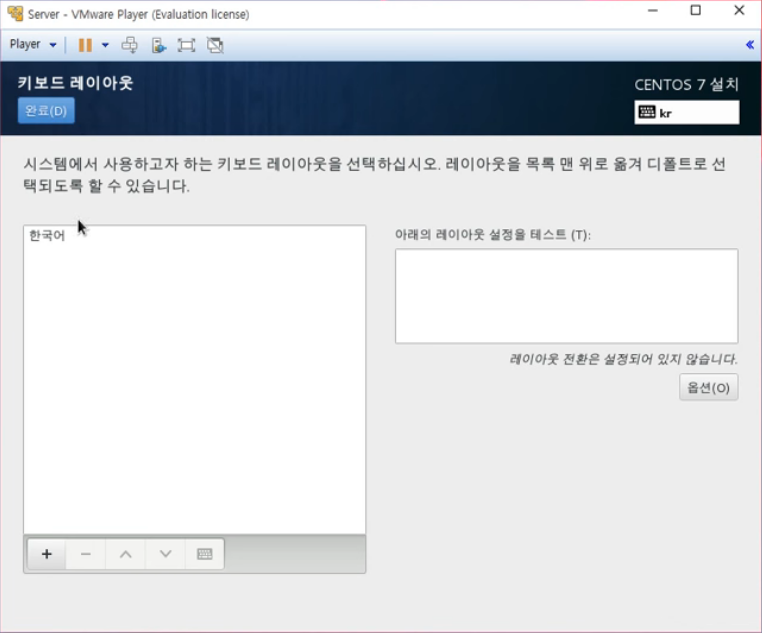 Server - VMware Player (Evaluation license)
Player
키보드 레이아웃
완료(D)
CENTOS 7 설치
kr
시스템에서 사용하고자 하는 키보드 레이아웃을 선택하십시오. 레이아웃을 목록 맨 위로 옮겨 디폴트로 선
택되도록 할 수 있습니다.
한국어
아래의 레이아웃 설정을 테스트 (T):
레이아웃 전환은 설정되어 있지 않습니다.
옵션(O)